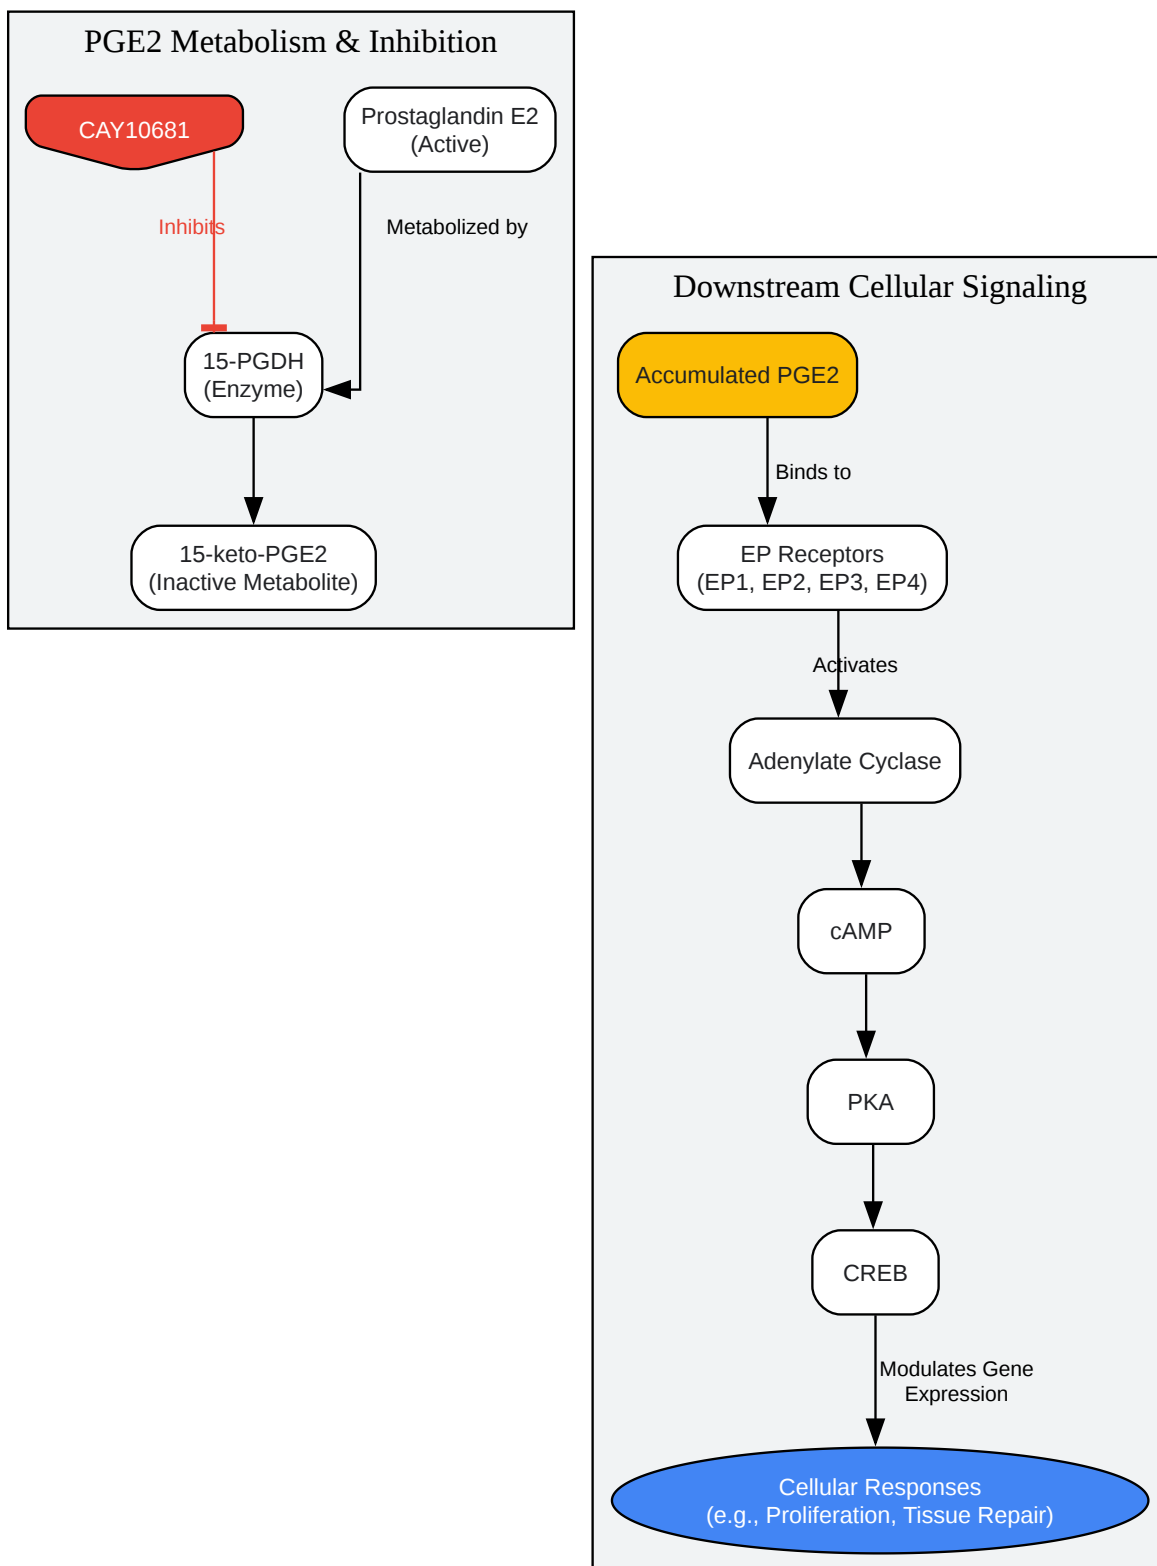 PGE2 Metabolism & Inhibition
CAY10681
Prostaglandin E2
(Active)
Inhibits
Metabolized by
15-PGDH
(Enzyme)
15-keto-PGE2
(Inactive Metabolite)
Downstream Cellular Signaling
Accumulated PGE2
Binds to
EP Receptors
(EP1, EP2, EP3, EP4)
Activates
Adenylate Cyclase
cAMP
PKA
CREB
Modulates Gene
Expression
Cellular Responses
(e.g., Proliferation, Tissue Repair)